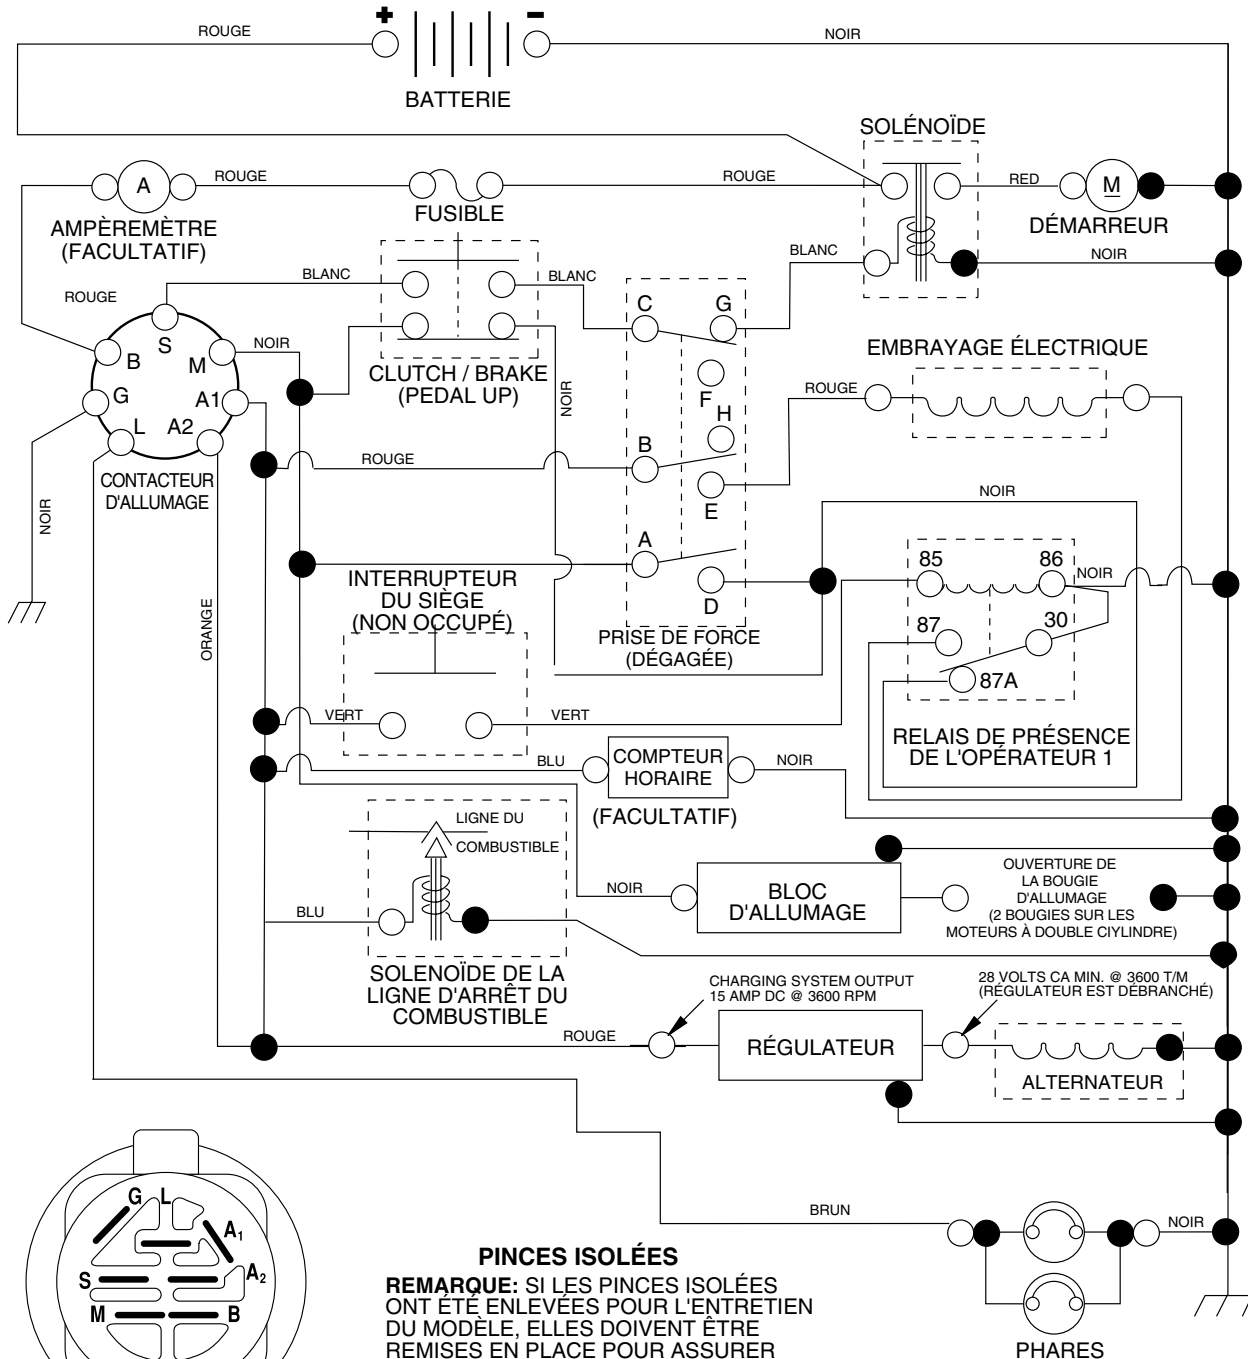 +
-
ROUGE
NOIR
BATTERIE
SOLÉNOÏDE
A
ROUGE
ROUGE
RED
M
FUSIBLE
AMPÈREMÈTRE
(FACULTATIF)
DÉMARREUR
BLANC
NOIR
BLANC
BLANC
ROUGE
C
G
S
B
M
NOIR
EMBRAYAGE ÉLECTRIQUE
CLUTCH / BRAKE
(PEDAL UP)
NOIR
F
ROUGE
G
A1
H
L
A2
B
ROUGE
CONTACTEUR
D'ALLUMAGE
E
NOIR
NOIR
A
85
86
NOIR
INTERRUPTEUR
DU SIÈGE
(NON OCCUPÉ)
D
ORANGE
87
30
PRISE DE FORCE
(DÉGAGÉE)
87A
VERT
VERT
RELAIS DE PRÉSENCE
DE L'OPÉRATEUR 1
BLU
COMPTEUR
HORAIRE
NOIR
(FACULTATIF)
LIGNE DU
COMBUSTIBLE
OUVERTURE DE
LA BOUGIE
D'ALLUMAGE
(2 BOUGIES SUR LES
MOTEURS À DOUBLE CIYLINDRE)
NOIR
BLOC
D'ALLUMAGE
BLU
SOLENOÏDE DE LA
LIGNE D'ARRÊT DU
COMBUSTIBLE
CHARGING SYSTEM OUTPUT
15 AMP DC @ 3600 RPM
28 VOLTS CA MIN. @ 3600 T/M
(RÉGULATEUR EST DÉBRANCHÉ)
ROUGE
RÉGULATEUR
ALTERNATEUR
G
L
A1
A2
S
M
B
BRUN
NOIR
PHARES
PINCES ISOLÉES
REMARQUE: SI LES PINCES ISOLÉES
ONT ÉTÉ ENLEVÉES POUR L'ENTRETIEN
DU MODÈLE, ELLES DOIVENT ÊTRE
REMISES EN PLACE POUR ASSURER